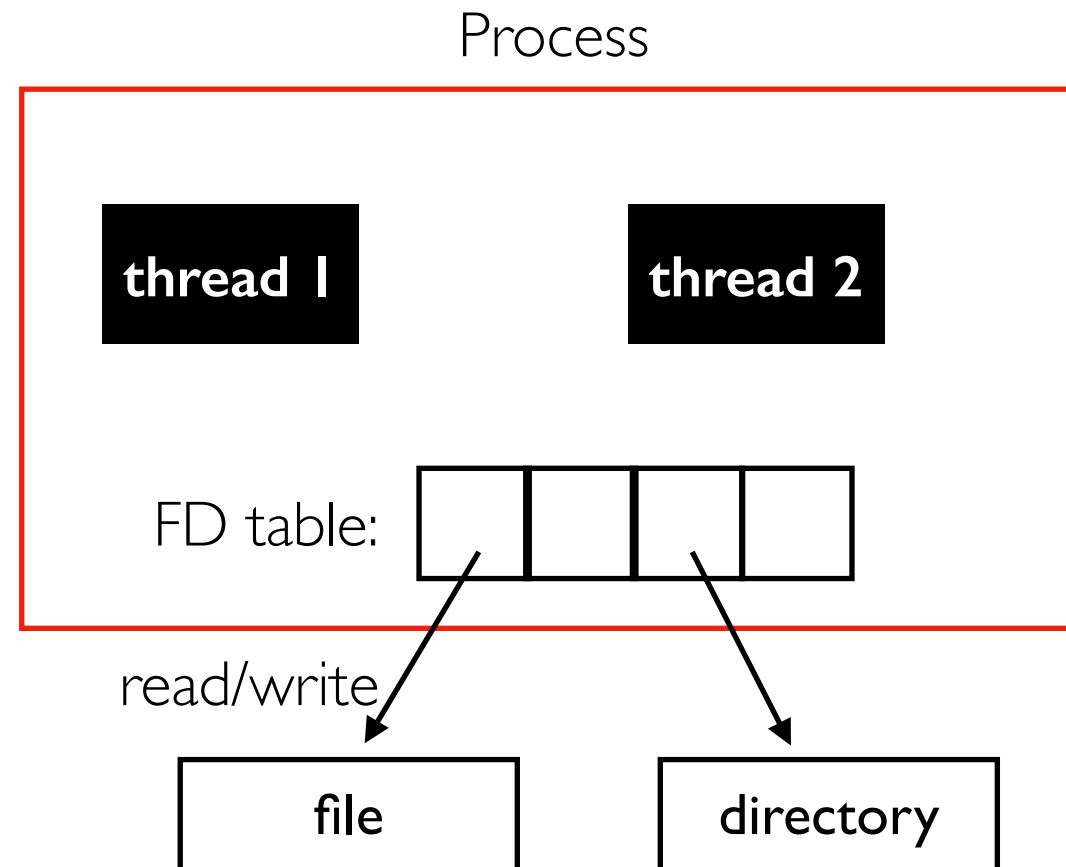 Process
thread 1
thread 2
FD table:
read/write
file
directory